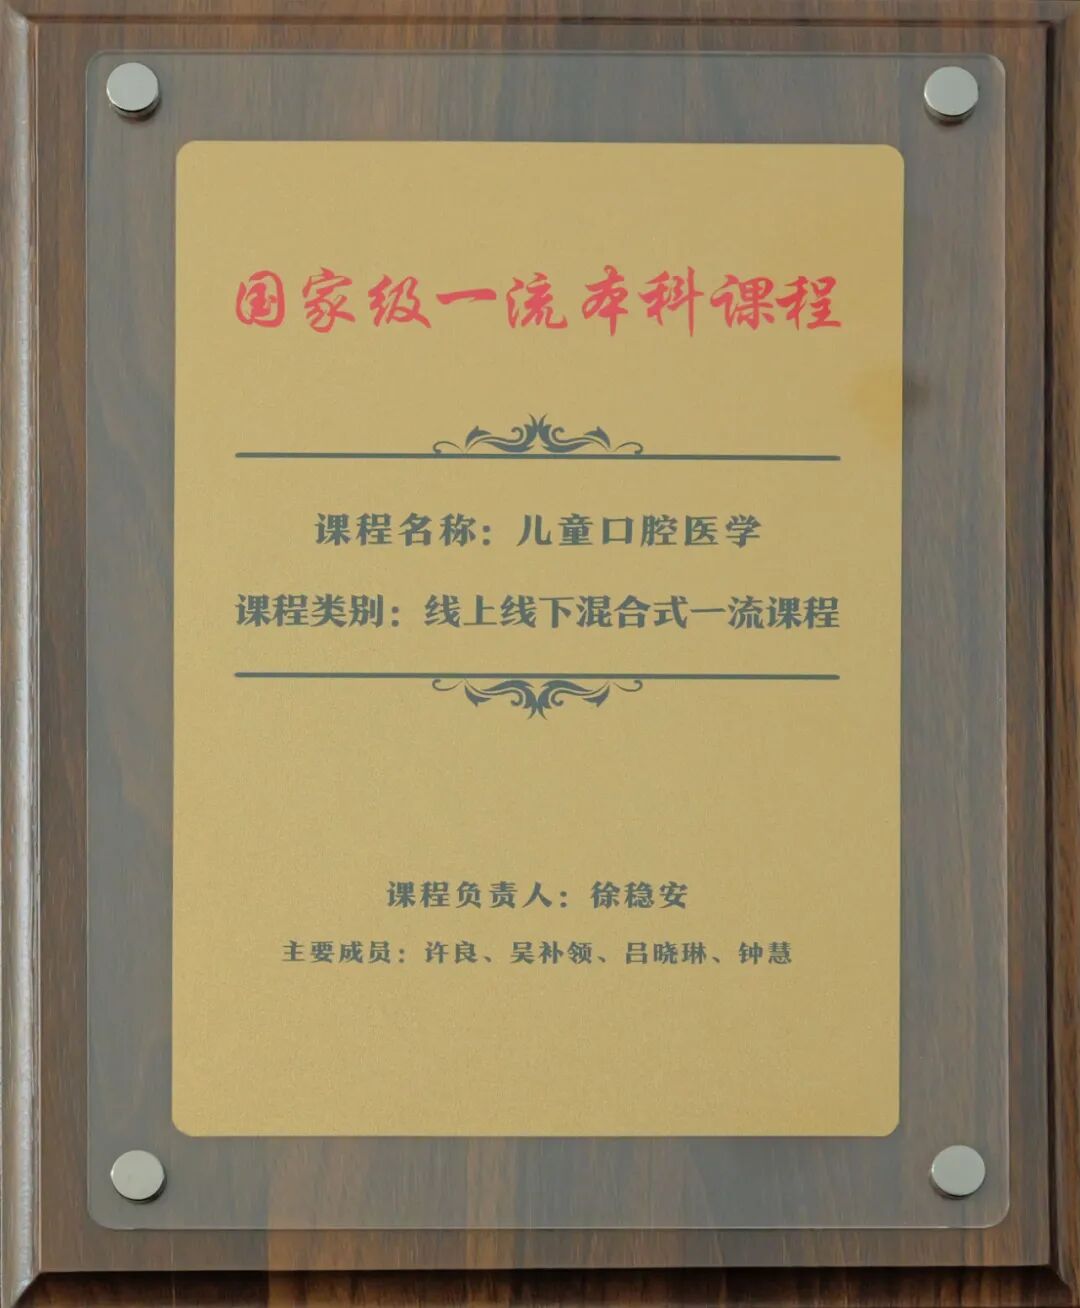 国家级一流本科课程
课程名称：儿童口腔医学
课程类别：线上线下混合式一流课程
课程负责人：徐稳安
主要成员：许良、吴补领、吕晓琳、钟慧